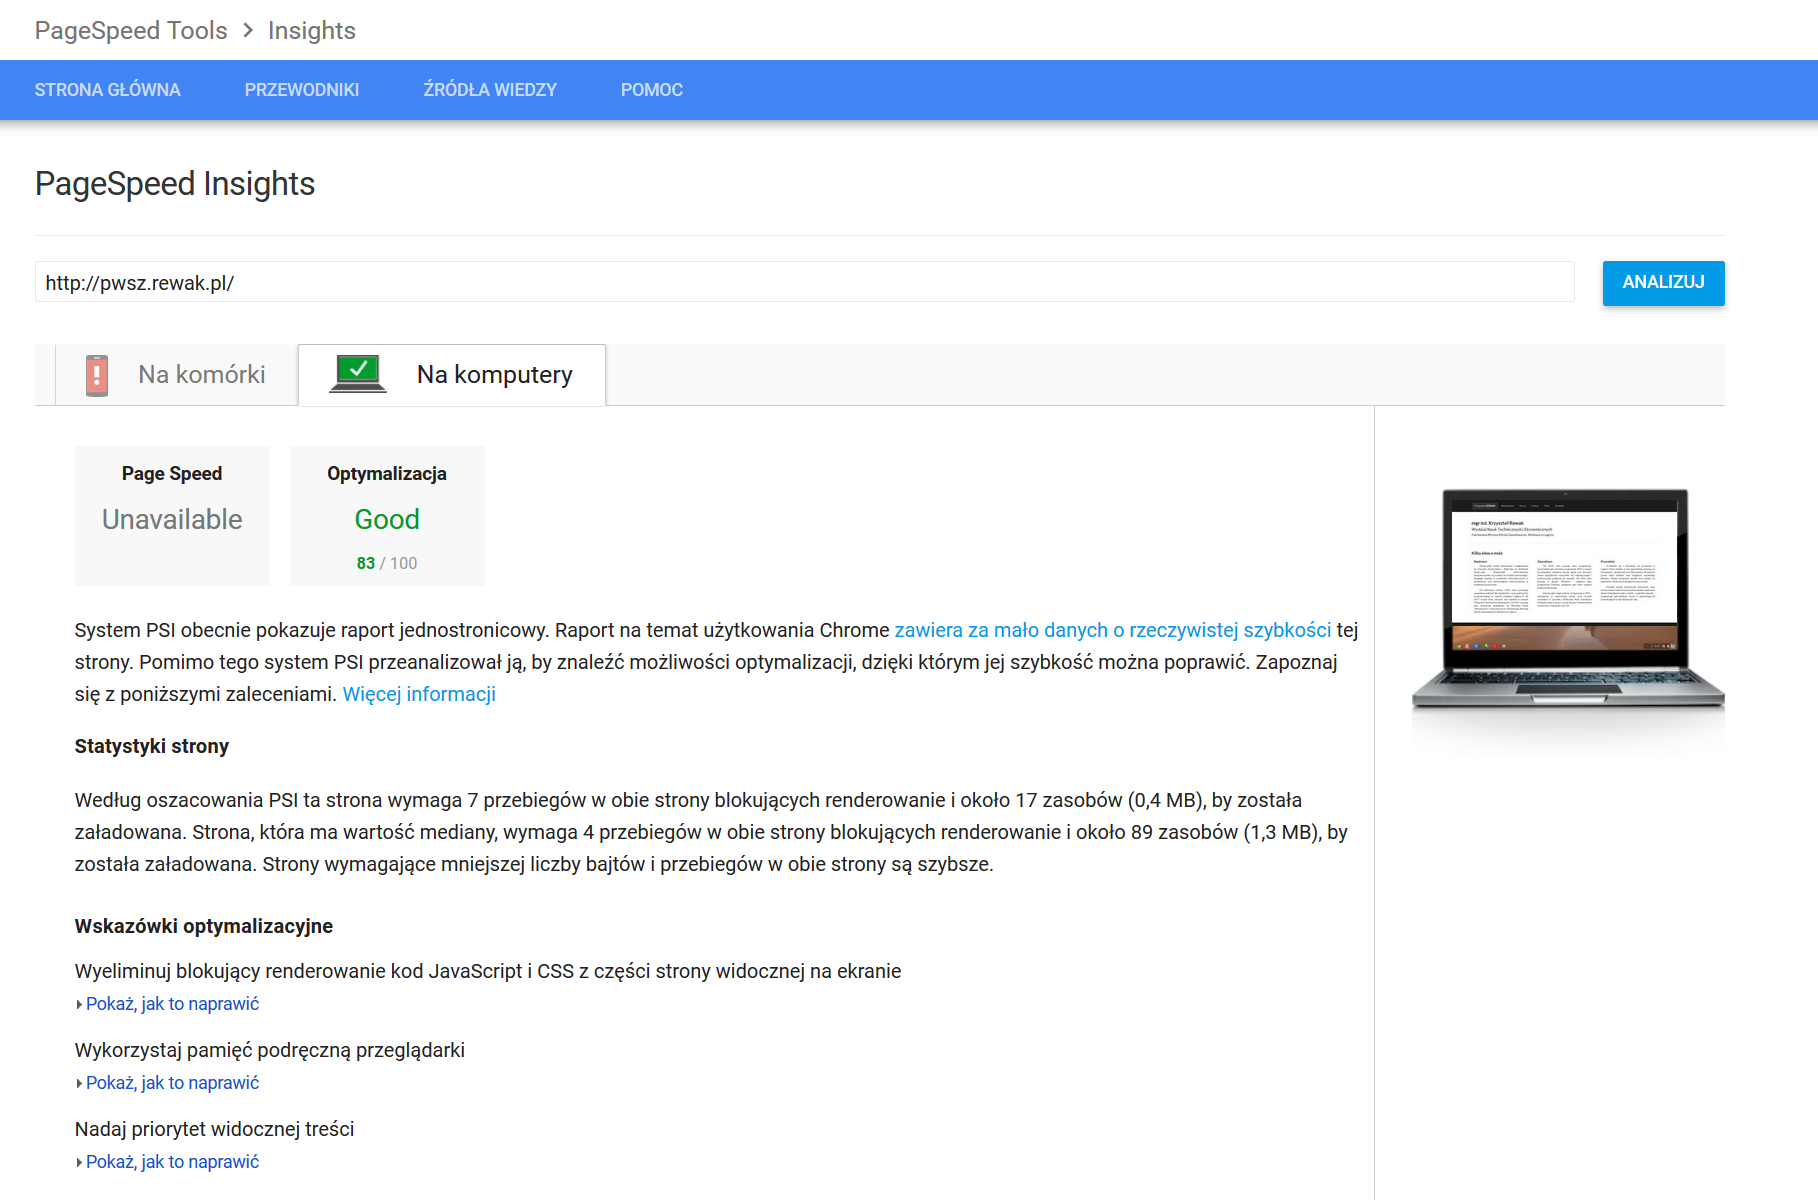 PageSpeed Tools > Insights
STRONA GŁÓWNA PRZEWODNIKI ŹRÓDŁA WIEDZY POMOC
PageSpeed Insights
http://pwsz.rewak.pl/
ANALIZUJ
Na komórki
Na komputery
Page Speed
Unavailable
Optymalizacja
Good
83 / 100
System PSI obecnie pokazuje raport jednostronicowy. Raport na temat użytkowania Chrome zawiera za mało danych o rzeczywistej szybkości tej
strony. Pomimo tego system PSI przeanalizował ją, by znaleźć możliwości optymalizacji, dzięki którym jej szybkość można poprawić. Zapoznaj
się z poniższymi zaleceniami. Więcej informacji
Statystyki strony
Według oszacowania PSI ta strona wymaga 7 przebiegów w obie strony blokujących renderowanie i około 17 zasobów (0,4 MB), by została
załadowana. Strona, która ma wartość mediany, wymaga 4 przebiegów w obie strony blokujących renderowanie i około 89 zasobów (1,3 MB), by
została załadowana. Strony wymagające mniejszej liczby bajtów i przebiegów w obie strony są szybsze.
Wskazówki optymalizacyjne
Wyeliminuj blokujący renderowanie kod JavaScript i CSS z części strony widocznej na ekranie
Pokaż, jak to naprawić
Wykorzystaj pamięć podręczną przeglądarki
Pokaż, jak to naprawić
Nadaj priorytet widocznej treści
Pokaż, jak to naprawić
mgr inż. Krzysztof Rewak
Kilka słów o mnie